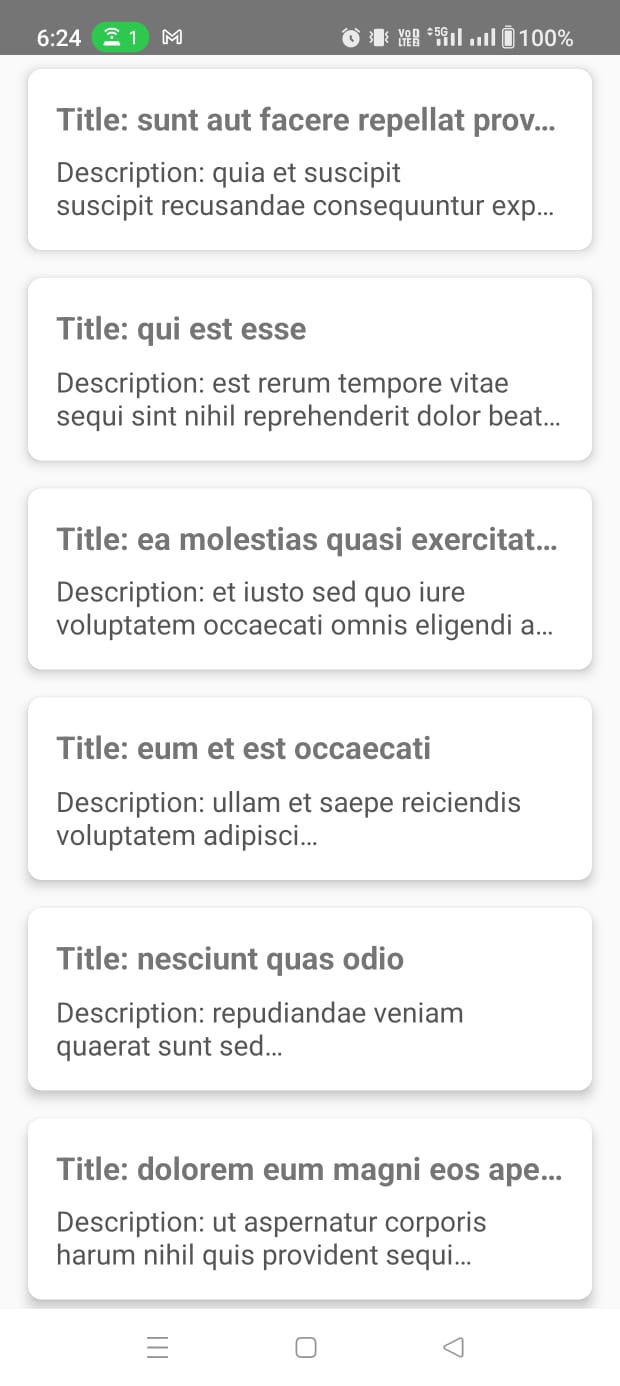 6:24 1 VoD LTE 5G 100%
Title: sunt aut facere repellat prov...
Description: quia et suscipit
suscipit recusandae consequuntur exp...
Title: qui est esse
Description: est rerum tempore vitae
sequi sint nihil reprehenderit dolor beat...
Title: ea molestias quasi exercitat...
Description: et iusto sed quo iure
voluptatem occaecati omnis eligendi a...
Title: eum et est occaecati
Description: ullam et saepe reiciendis
voluptatem adipisci...
Title: nesciunt quas odio
Description: repudiandae veniam
quaerat sunt sed...
Title: dolorem eum magni eos ape...
Description: ut aspernatur corporis
harum nihil quis provident sequi...